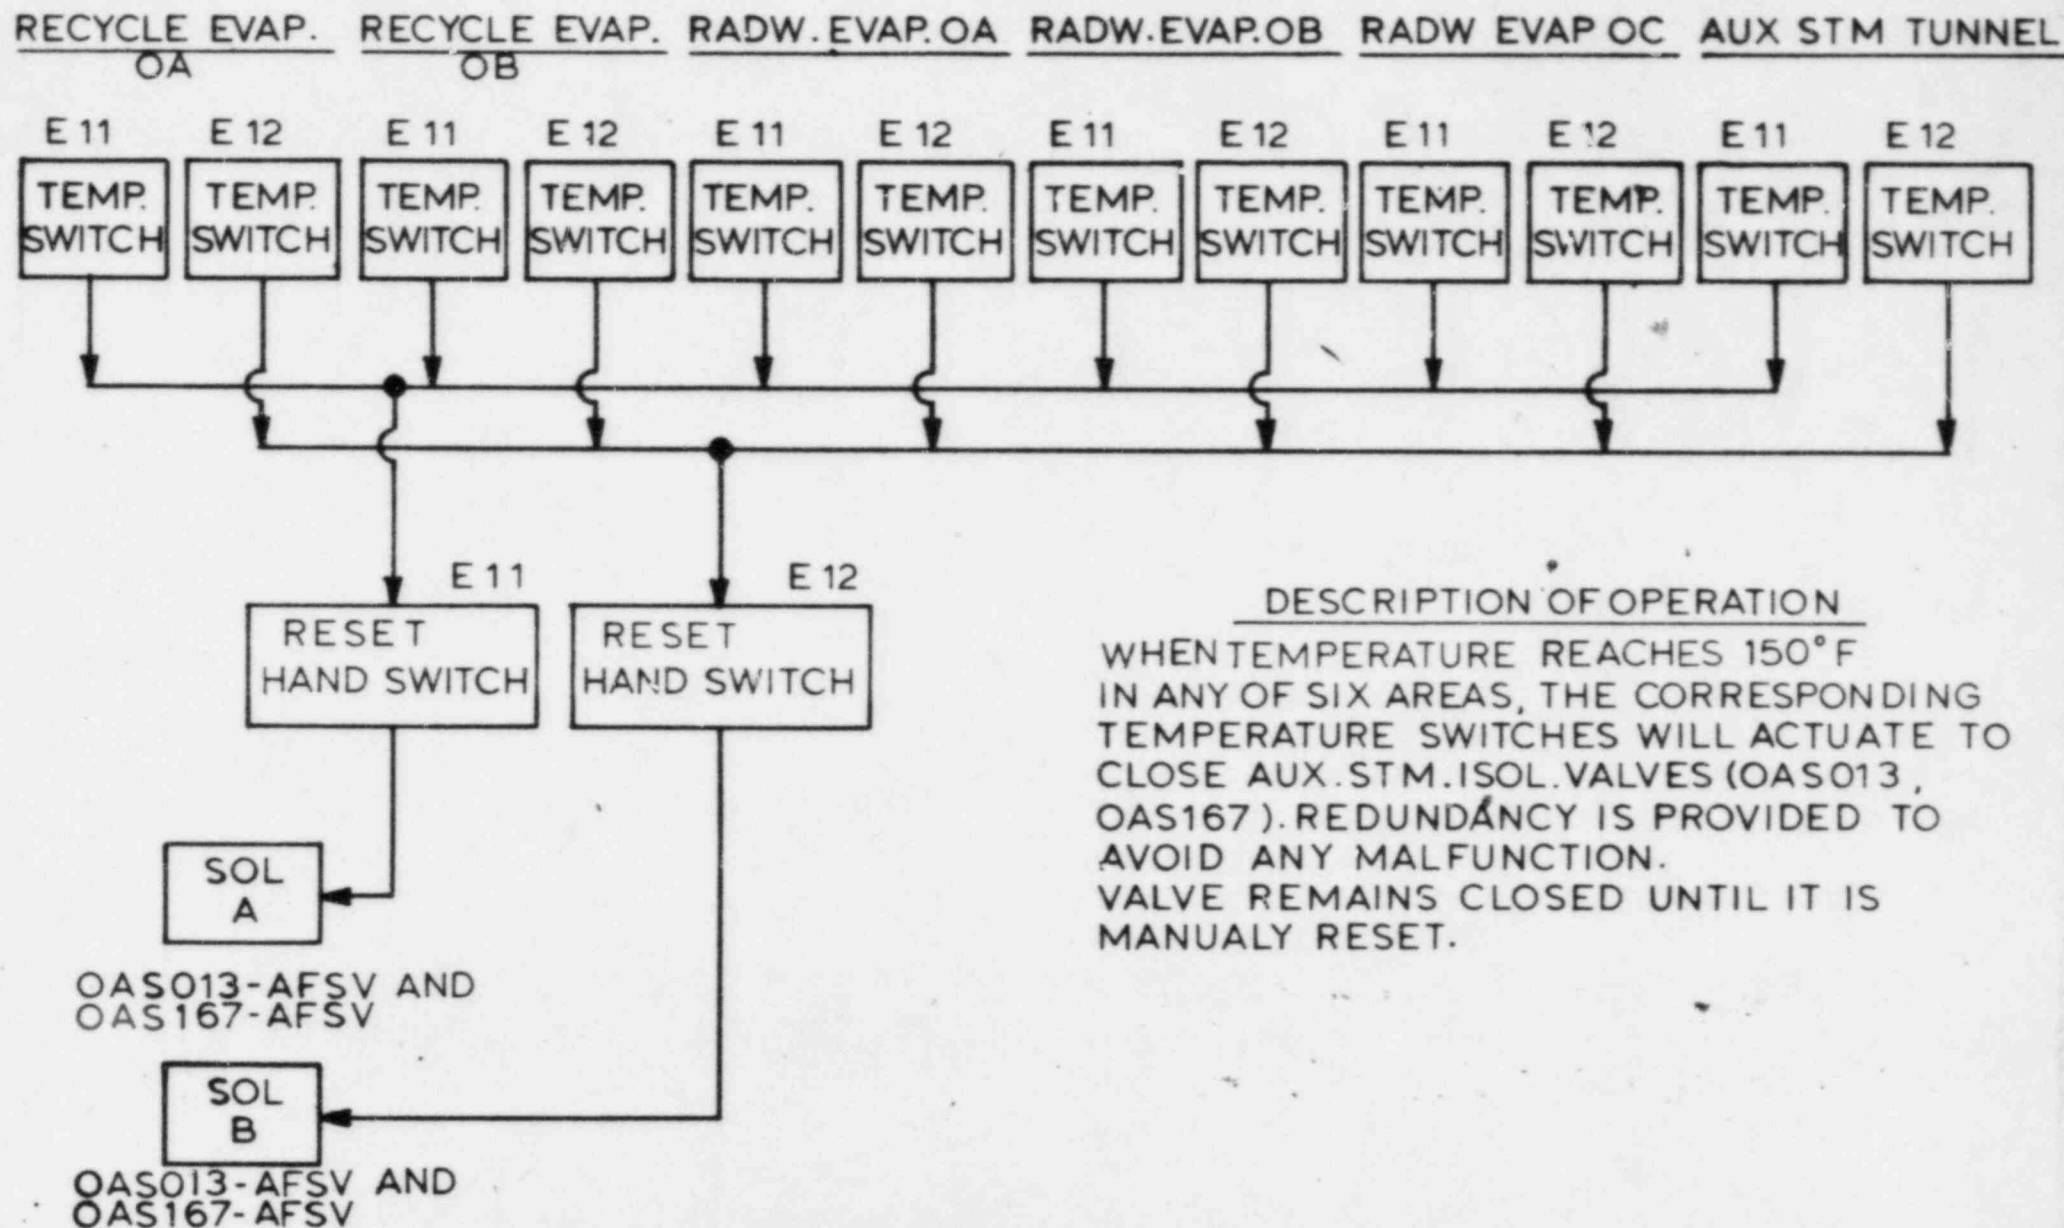 RECYCLE EVAP. OA
RECYCLE EVAP. OB
RADW. EVAP. OA
RADW. EVAP. OB
RADW EVAP OC
AUX STM TUNNEL
E 11 E 12 E 11 E 12 E 11 E 12 E 11 E 12 E 11 E 12 E 11 E 12
TEMP. SWITCH
TEMP. SWITCH
TEMP. SWITCH
TEMP. SWITCH
TEMP. SWITCH
TEMP. SWITCH
TEMP. SWITCH
TEMP. SWITCH
TEMP. SWITCH
TEMP. SWITCH
TEMP. SWITCH
TEMP. SWITCH
E 11
RESET
HAND SWITCH
E 12
RESET
HAND SWITCH
SOL
A
OAS013-AFSV AND
OAS167-AFSV
SOL
B
OAS013-AFSV AND
OAS167-AFSV
DESCRIPTION OF OPERATION
WHEN TEMPERATURE REACHES 150°F
IN ANY OF SIX AREAS, THE CORRESPONDING
TEMPERATURE SWITCHES WILL ACTUATE TO
CLOSE AUX. STM. ISOL. VALVES (OAS013,
OAS167). REDUNDANCY IS PROVIDED TO
AVOID ANY MALFUNCTION.
VALVE REMAINS CLOSED UNTIL IT IS
MANUALY RESET.